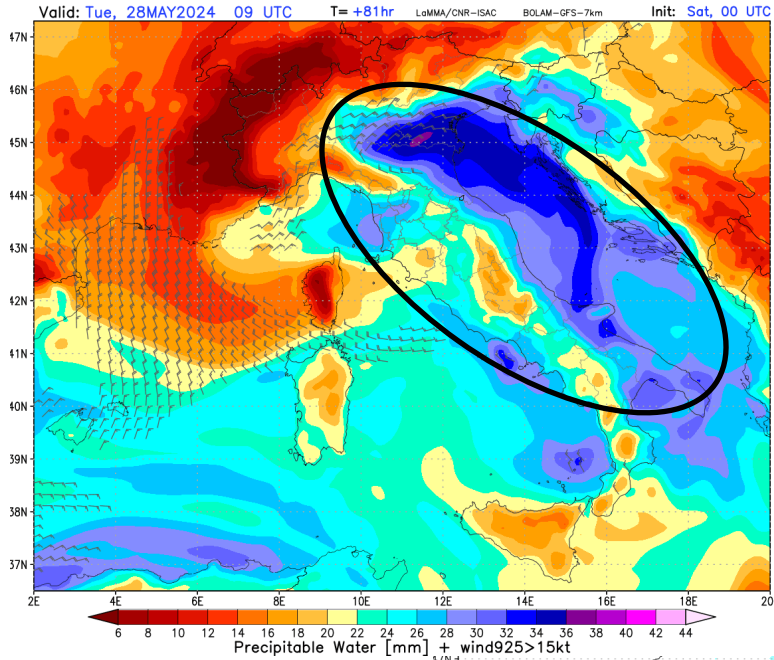 Valid: Tue, 28MAY2024 09 UTC T= +81hr LaMMA/CNR-ISAC BOLAM-GFS-7km Init: Sat, 00 UTC
47N
46N
45N
44N
43N
42N
41N
40N
39N
38N
37N
2E 4E 6E 8E 10E 12E 14E 16E 18E 20
6 8 10 12 14 16 18 20 22 24 26 28 30 32 34 36 38 40 42 44
Precipitable Water [mm] + wind925>15kt